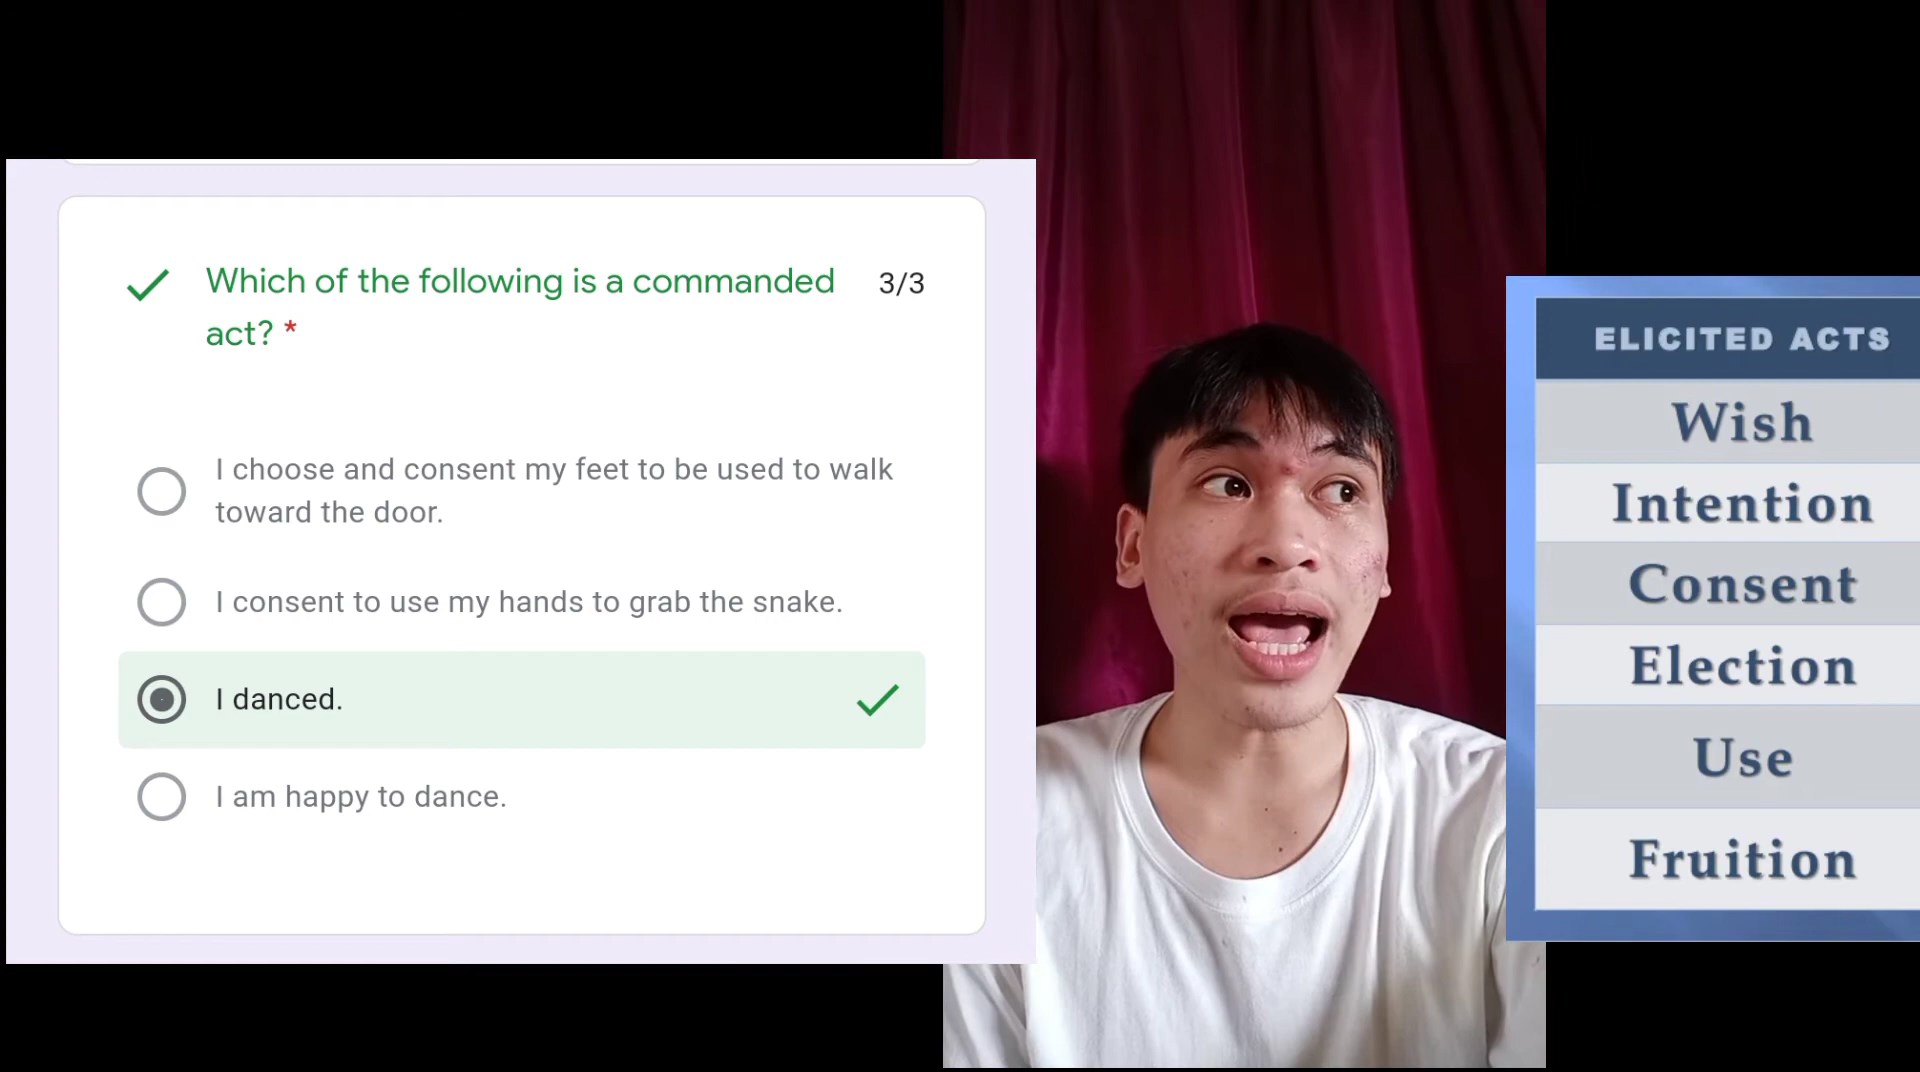 Which of the following is a commanded
act? *
3/3
I choose and consent my feet to be used to walk
toward the door.
I consent to use my hands to grab the snake.
I danced.
I am happy to dance.
ELICITED ACTS
Wish
Intention
Consent
Election
Use
Fruition